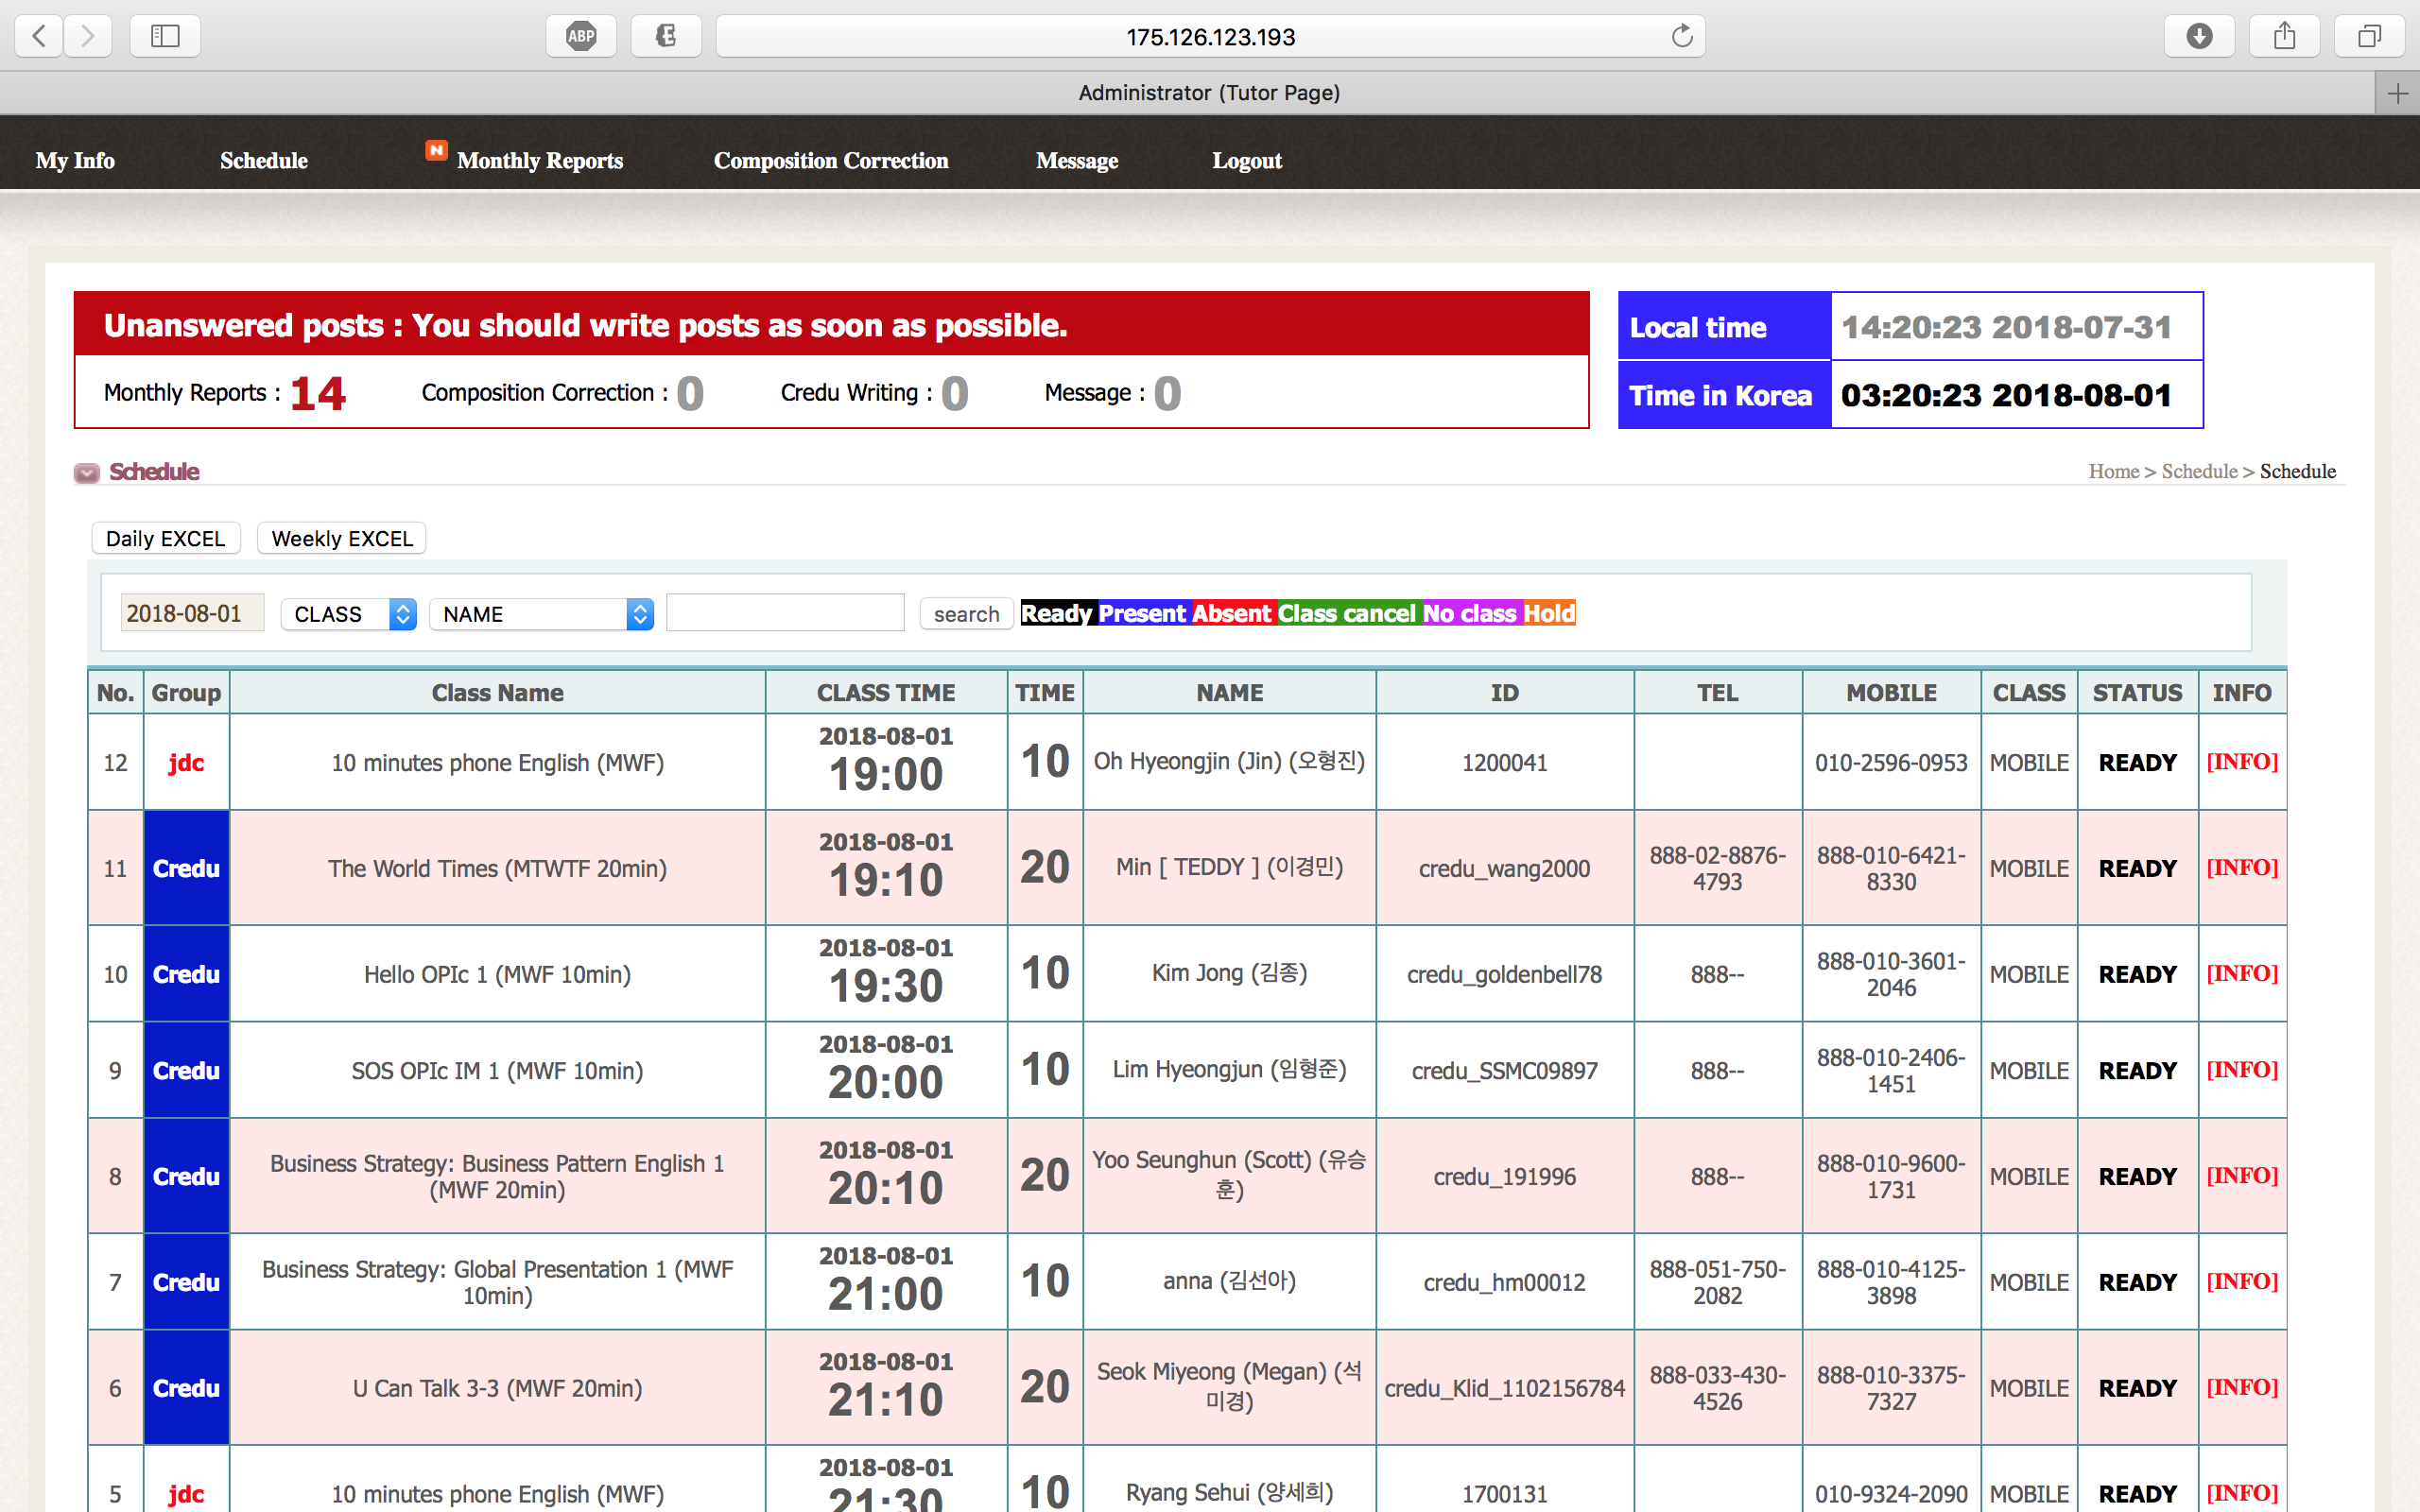 ABP
175.126.123.193
Administrator (Tutor Page)
My Info Schedule N Monthly Reports Composition Correction Message Logout
Unanswered posts : You should write posts as soon as possible.
Monthly Reports : 14 Composition Correction : 0 Credu Writing : 0 Message : 0
Local time 14:20:23 2018-07-31
Time in Korea 03:20:23 2018-08-01
Schedule
Home > Schedule > Schedule
Daily EXCEL Weekly EXCEL
2018-08-01 CLASS NAME search Ready Present Absent Class cancel No class Hold
No. Group Class Name CLASS TIME TIME NAME ID TEL MOBILE CLASS STATUS INFO
12 jdc 10 minutes phone English (MWF) 2018-08-01 19:00 10 Oh Hyeongjin (Jin) (오형진) 1200041 010-2596-0953 MOBILE READY [INFO]
11 Credu The World Times (MTWTF 20min) 2018-08-01 19:10 20 Min [ TEDDY ] (이경민) credu_wang2000 888-02-8876-4793 888-010-6421-8330 MOBILE READY [INFO]
10 Credu Hello OPIc 1 (MWF 10min) 2018-08-01 19:30 10 Kim Jong (김종) credu_goldenbell78 888-- 888-010-3601-2046 MOBILE READY [INFO]
9 Credu SOS OPIc IM 1 (MWF 10min) 2018-08-01 20:00 10 Lim Hyeongjun (임형준) credu_SSMC09897 888-- 888-010-2406-1451 MOBILE READY [INFO]
8 Credu Business Strategy: Business Pattern English 1 (MWF 20min) 2018-08-01 20:10 20 Yoo Seunghun (Scott) (유승훈) credu_191996 888-- 888-010-9600-1731 MOBILE READY [INFO]
7 Credu Business Strategy: Global Presentation 1 (MWF 10min) 2018-08-01 21:00 10 anna (김선아) credu_hm00012 888-051-750-2082 888-010-4125-3898 MOBILE READY [INFO]
6 Credu U Can Talk 3-3 (MWF 20min) 2018-08-01 21:10 20 Seok Miyeong (Megan) (석미경) credu_Klid_1102156784 888-033-430-4526 888-010-3375-7327 MOBILE READY [INFO]
5 jdc 10 minutes phone English (MWF) 2018-08-01 21:30 10 Ryang Sehui (양세희) 1700131 010-9324-2090 MOBILE READY [INFO]